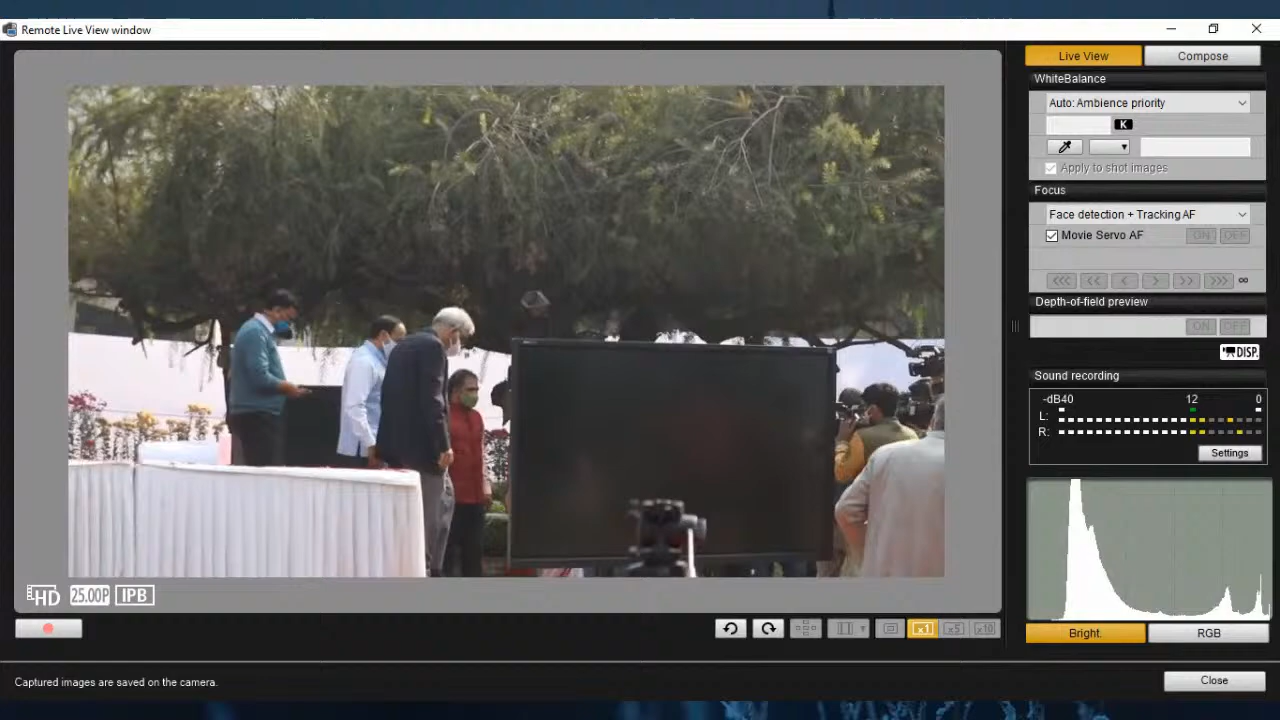 Remote Live View window
Live View
Compose
WhiteBalance
Auto: Ambience priority
K
Apply to shot images
Focus
Face detection + Tracking AF
Movie Servo AF
ON
OFF
∞
Depth-of-field preview
ON
OFF
DISP.
Sound recording
-dB40 12 0
L:
R:
Settings
HD 25.00P IPB
x1 x5 x10
Bright.
RGB
Captured images are saved on the camera.
Close